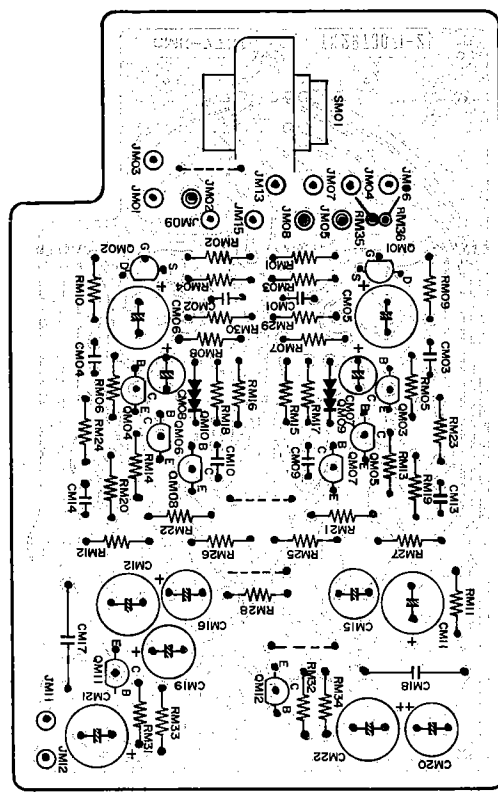 SM01
JM03
JM01
JM02
JM09
JM15
JM13
JM08
JM07
JM05
JM04
JM06
RM35
RM36
QM02
G
D
S
RM02
RM04
CM02
RM30
RM08
RM01
RM03
CM01
RM29
RM07
QM01
G
S
D
RM10
CM06
CM05
RM09
CM04
RM06
RM24
QM04
B
C
E
QM06
B
C
E
QM10
RM18
RM16
RM15
RM17
QM09
QM03
B
C
E
RM05
CM03
RM23
CM14
RM20
RM14
QM08
B
C
E
CM10
CM09
QM07
B
C
E
QM05
B
C
E
RM13
RM19
CM13
RM22
RM21
RM12
RM26
RM25
RM27
CM12
CM16
RM28
CM15
CM11
RM11
CM17
QM11
E
C
B
CM19
CM18
QM12
E
C
B
RM32
RM34
JM11
JM12
CM21
RM31
RM33
CM22
CM20